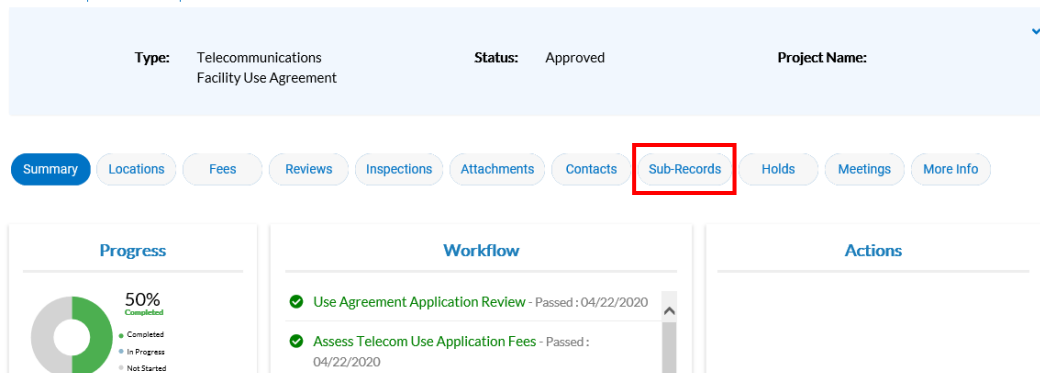 Type: Telecommunications Status: Approved Project Name:
Facility Use Agreement
Summary Locations Fees Reviews Inspections Attachments Contacts Sub-Records Holds Meetings More Info
Progress Workflow Actions
50%
Completed
Completed
In Progress
Not Started
Use Agreement Application Review - Passed : 04/22/2020
Assess Telecom Use Application Fees - Passed :
04/22/2020